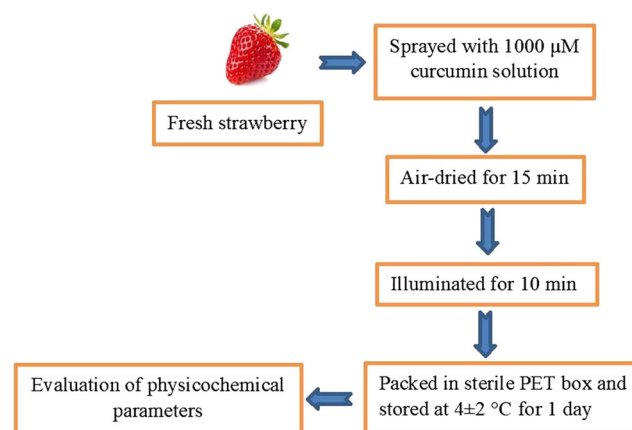 Fresh strawberry
Sprayed with 1000 μM
curcumin solution
Air-dried for 15 min
Illuminated for 10 min
Packed in sterile PET box and
stored at 4±2 °C for 1 day
Evaluation of physicochemical
parameters